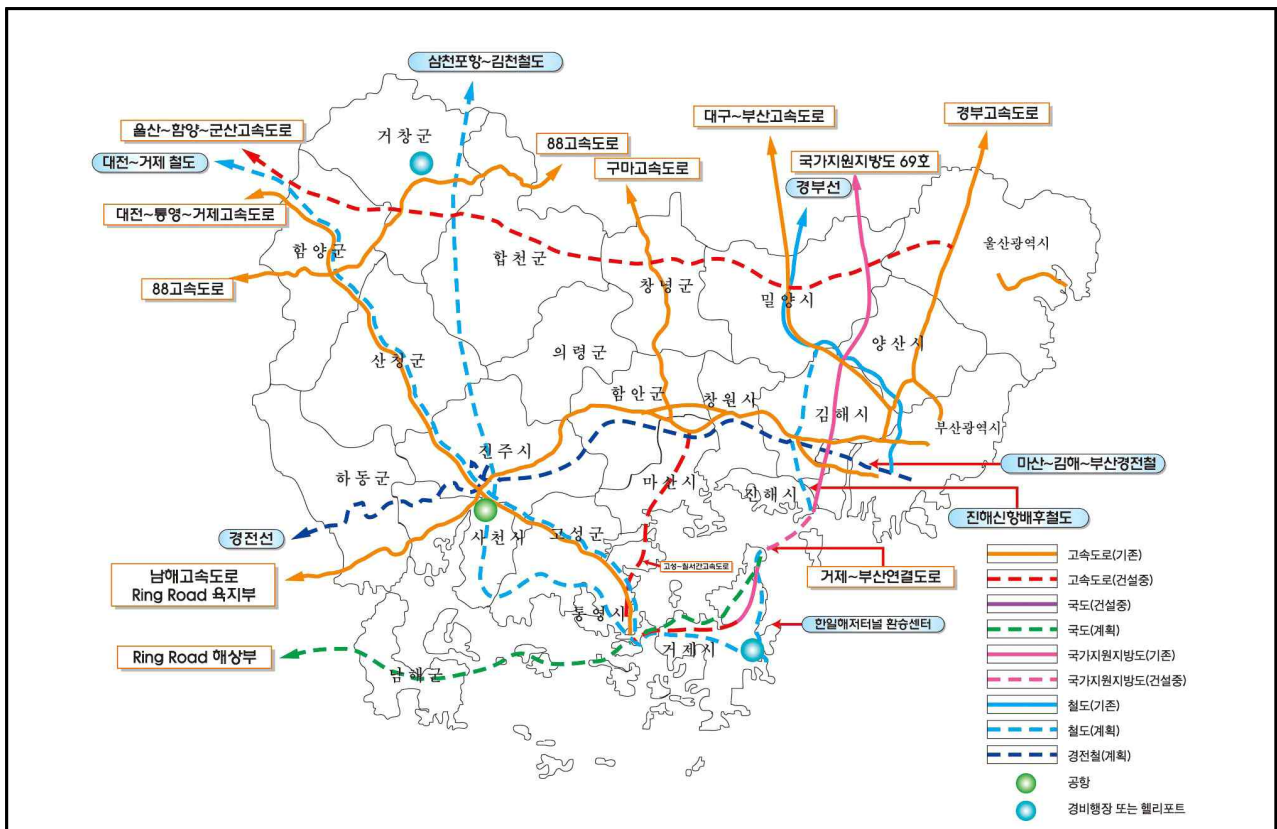 삼천포항~김천철도
울산~함양~군산고속도로
대전~거제 철도
대전~통영~거제고속도로
88고속도로
88고속도로
구마고속도로
대구~부산고속도로
국가지원지방도 69호
경부선
경부고속도로
거창군
함양군
합천군
창녕군
밀양시
울산광역시
산청군
의령군
함안군
창원시
양산시
김해시
부산광역시
진주시
하동군
마산시
진해시
마산~김해~부산경전철
진해신항배후철도
경전선
사천시
고성군
고성~월서간고속도로
거제~부산연결도로
남해고속도로
Ring Road 육지부
통영시
거제시
한일해저터널 환승센터
Ring Road 해상부
남해군
고속도로(기존)
고속도로(건설중)
국도(건설중)
국도(계획)
국가지원지방도(기존)
국가지원지방도(건설중)
철도(기존)
철도(계획)
경전철(계획)
공항
경비행장 또는 헬리포트